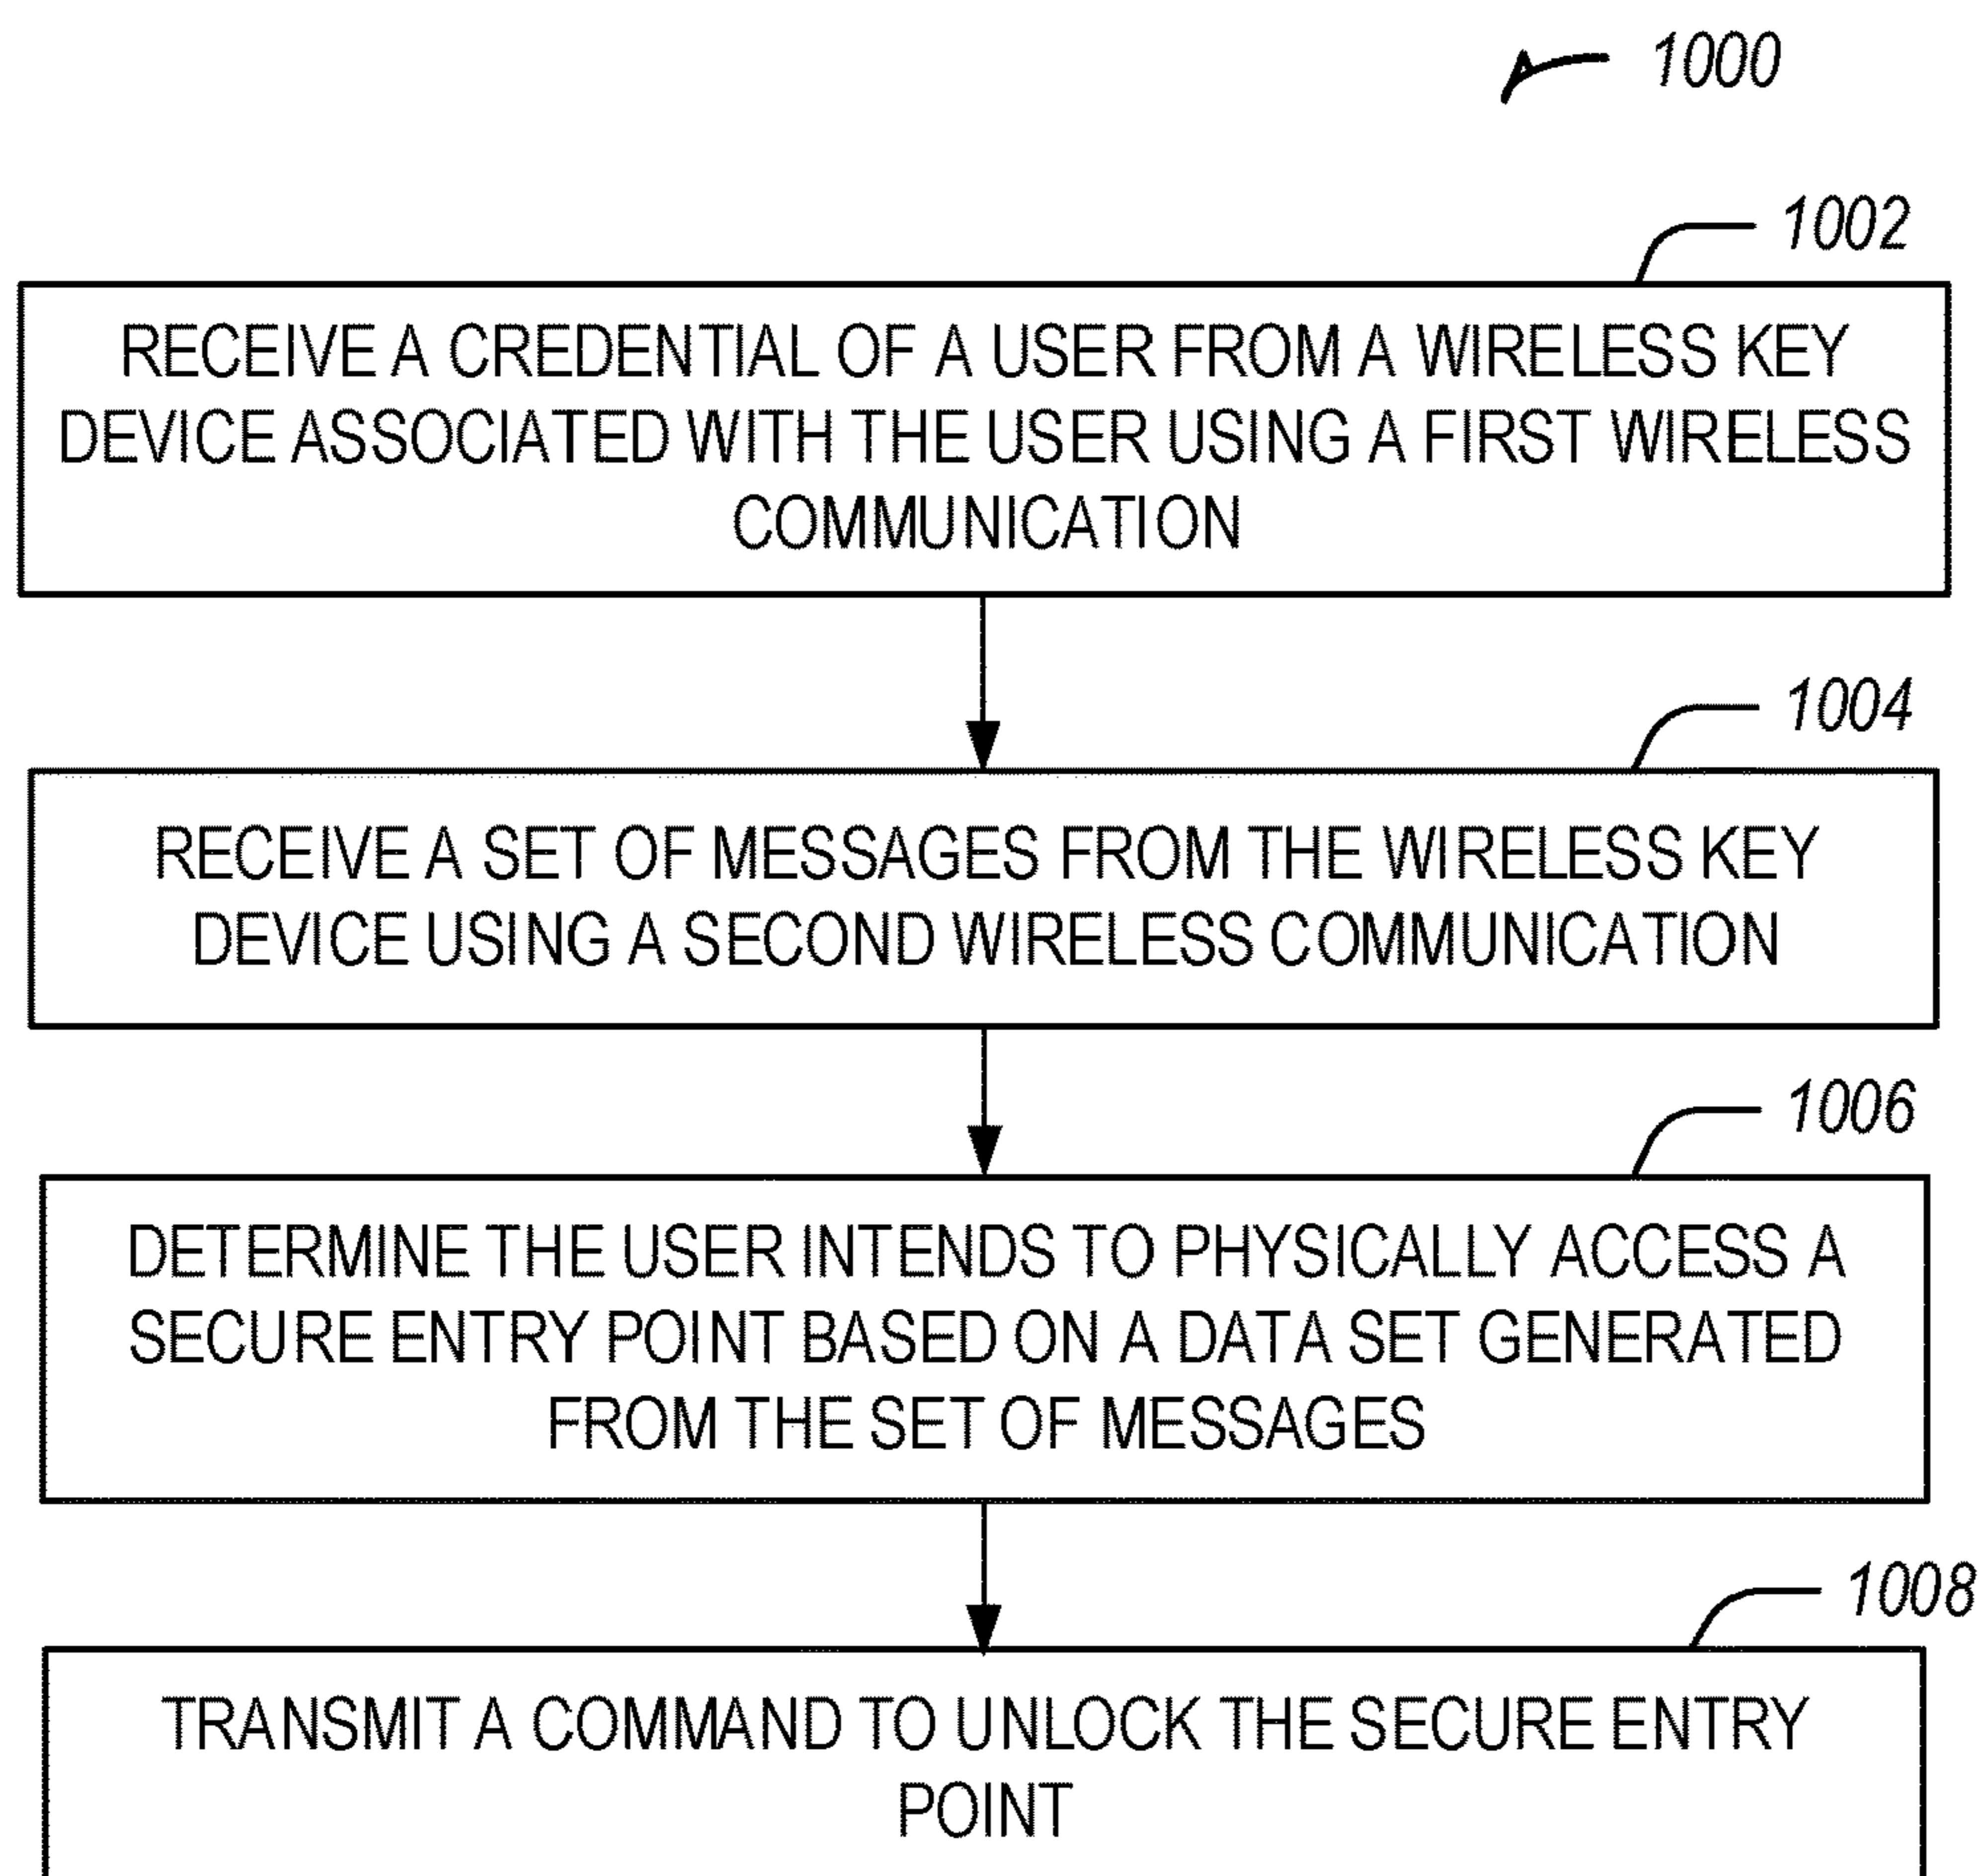 1000
1002
RECEIVE A CREDENTIAL OF A USER FROM A WIRELESS KEY
DEVICE ASSOCIATED WITH THE USER USING A FIRST WIRELESS
COMMUNICATION
1004
RECEIVE A SET OF MESSAGES FROM THE WIRELESS KEY
DEVICE USING A SECOND WIRELESS COMMUNICATION
1006
DETERMINE THE USER INTENDS TO PHYSICALLY ACCESS A
SECURE ENTRY POINT BASED ON A DATA SET GENERATED
FROM THE SET OF MESSAGES
1008
TRANSMIT A COMMAND TO UNLOCK THE SECURE ENTRY
POINT